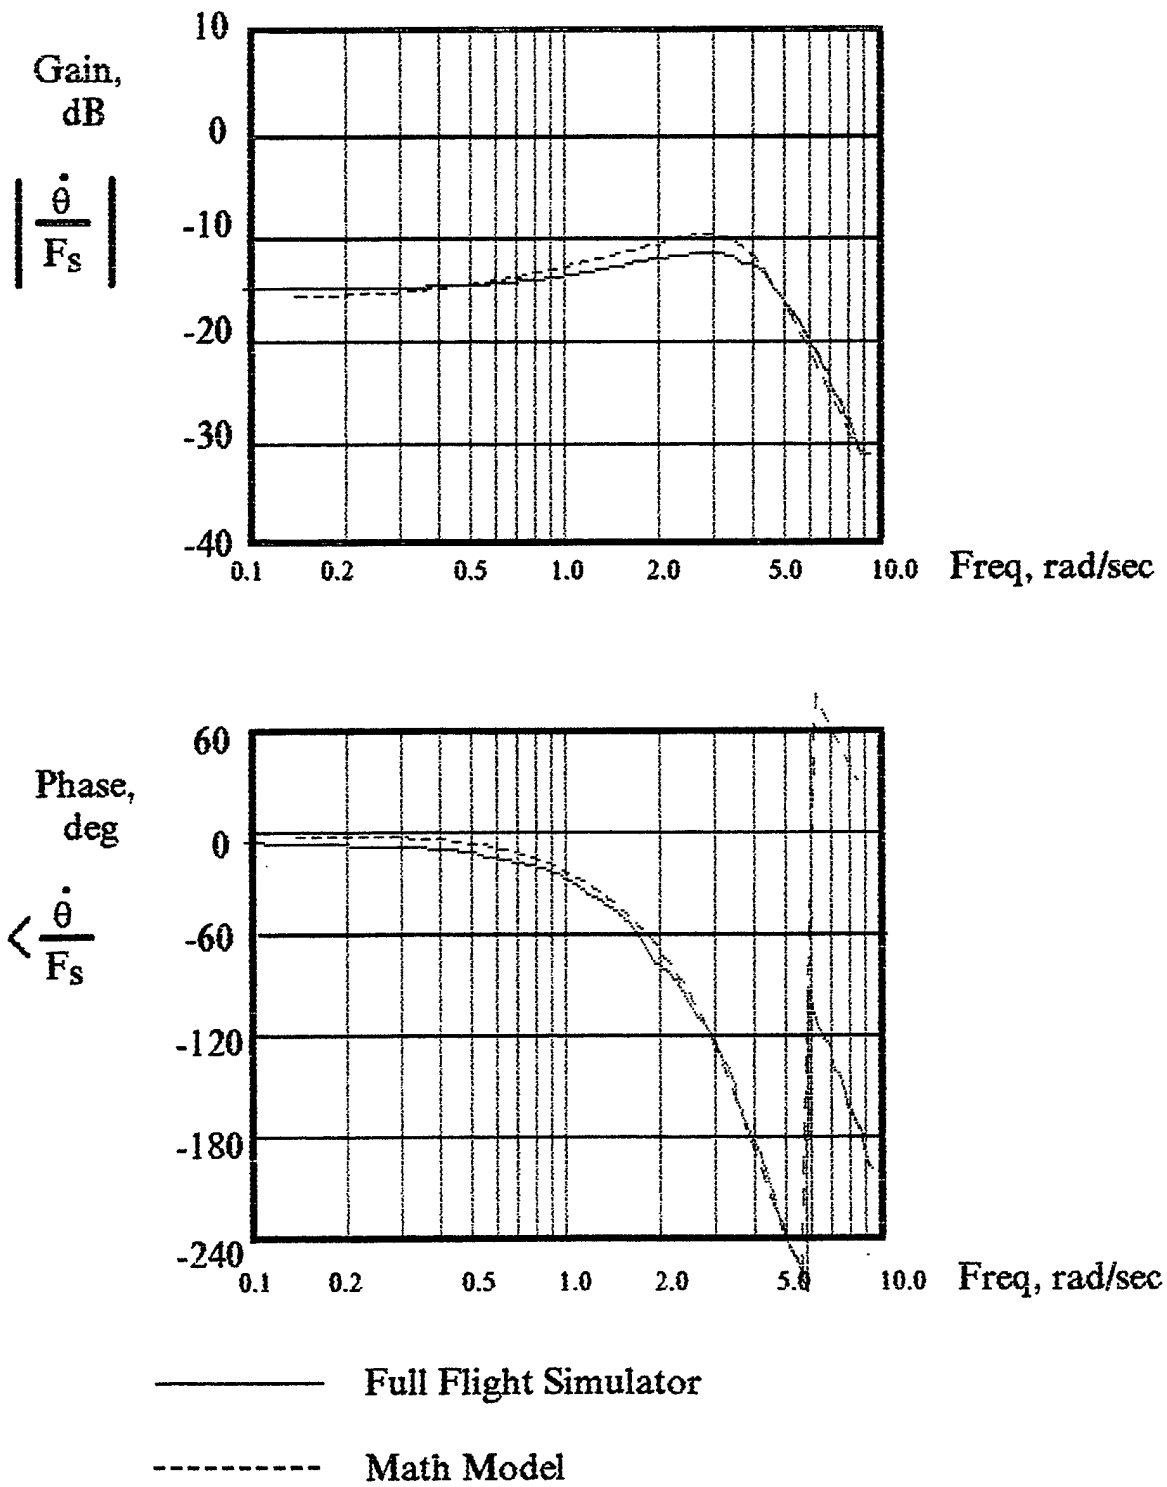 10
Gain,
dB
0
-10
| θ̇ / Fs |
-20
-30
-40
0.1 0.2 0.5 1.0 2.0 5.0 10.0 Freq, rad/sec
60
Phase,
deg
0
< θ̇ / Fs
-60
-120
-180
-240
0.1 0.2 0.5 1.0 2.0 5.0 10.0 Freq, rad/sec
Full Flight Simulator
Math Model